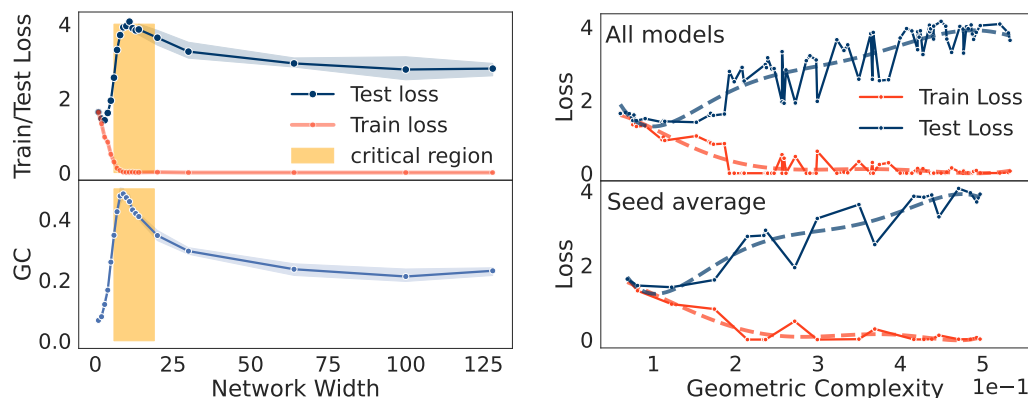 Train/Test Loss
4
2
0
Test loss
Train loss
critical region
GC
0.4
0.2
0.0
0 25 50 75 100 125
Network Width
All models
Loss
4
2
0
Train Loss
Test Loss
Seed average
Loss
4
2
0
1 2 3 4 5
Geometric Complexity 1e−1